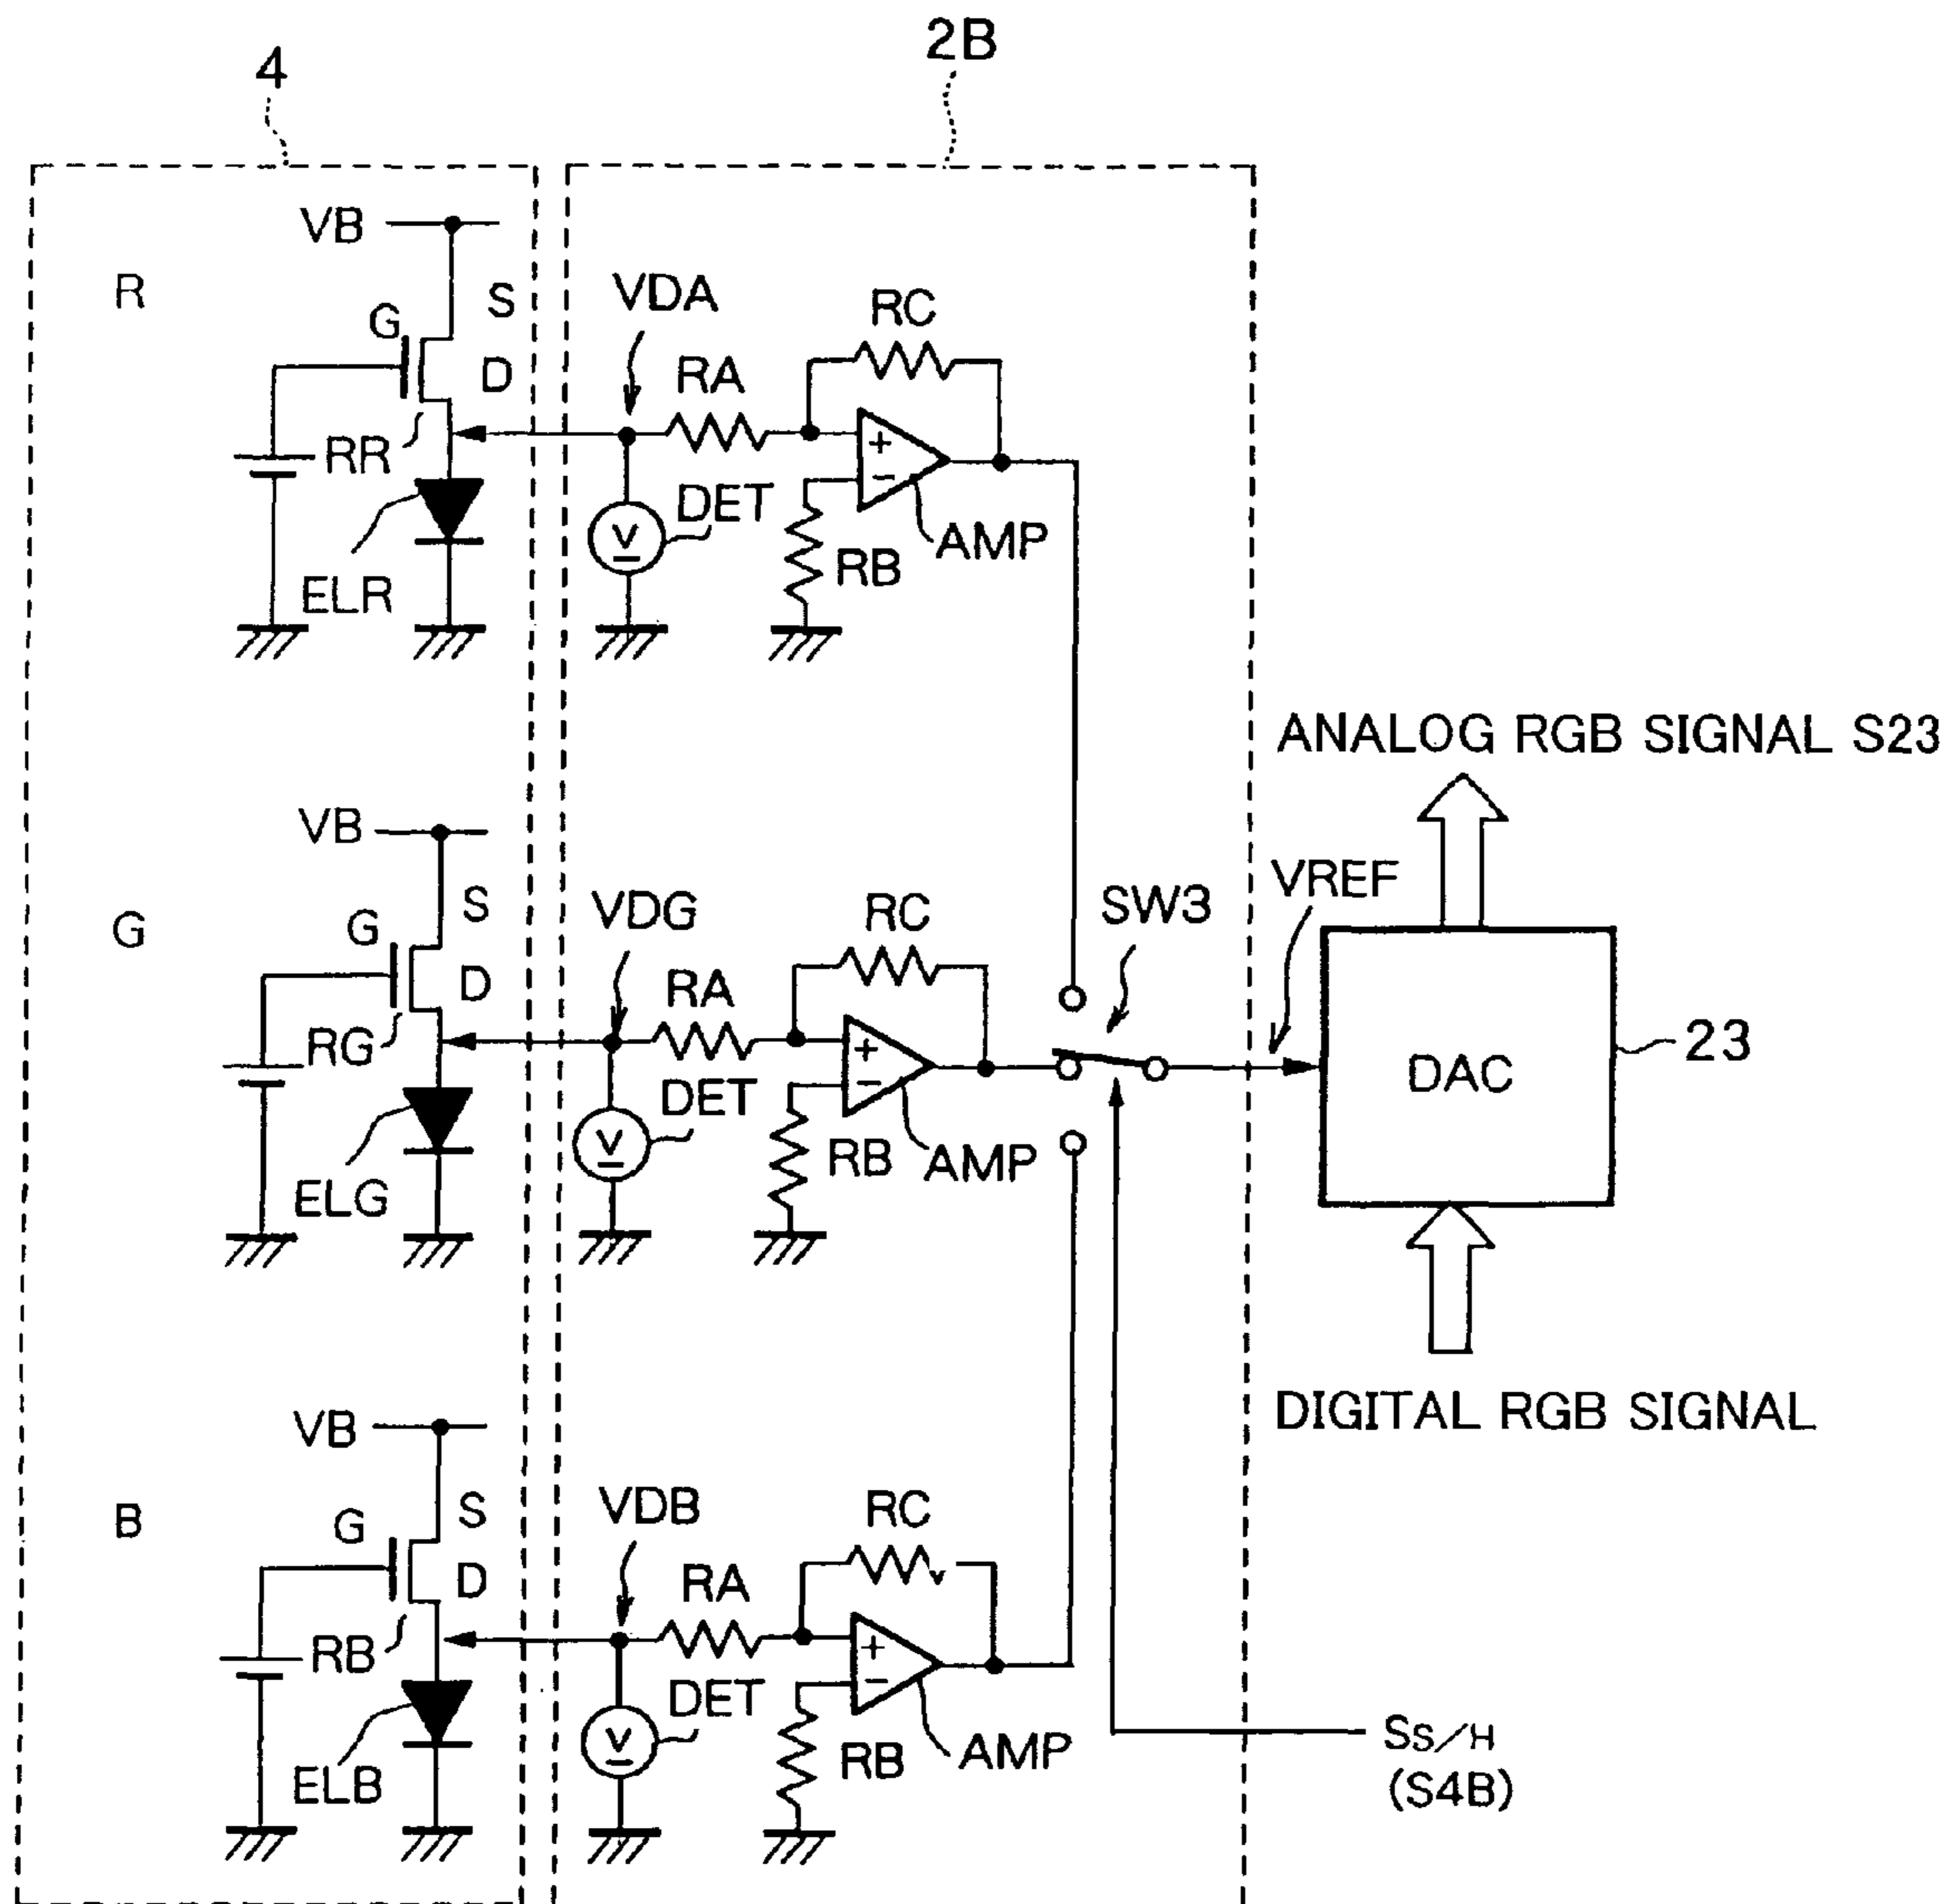 4
2B
VB
R
S
VDA
RC
G
D
RA
+
RR
−
DET
V
AMP
RB
ELR
ANALOG RGB SIGNAL S23
VB
S
VDG
RC
SW3
VREF
G
G
D
RA
RG
+
−
DAC
23
DET
V
RB
AMP
ELG
VB
DIGITAL RGB SIGNAL
S
VDB
RC
B
G
D
RA
RB
+
−
DET
V
RB
AMP
ELB
SS/H
(S4B)